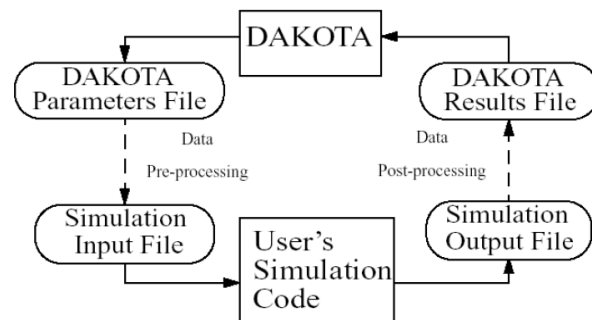 DAKOTA
DAKOTA
Parameters File
DAKOTA
Results File
Data
Pre-processing
Data
Post-processing
Simulation
Input File
User's
Simulation
Code
Simulation
Output File